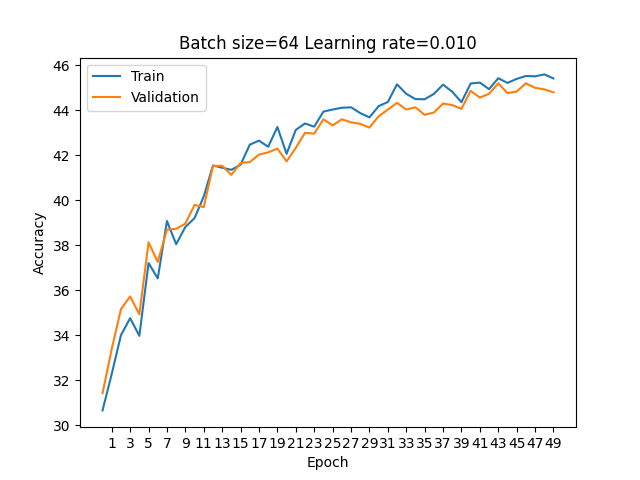 Batch size=64 Learning rate=0.010
Train
Validation
46
44
42
40
38
36
34
32
30
Accuracy
1 3 5 7 9 11 13 15 17 19 21 23 25 27 29 31 33 35 37 39 41 43 45 47 49
Epoch